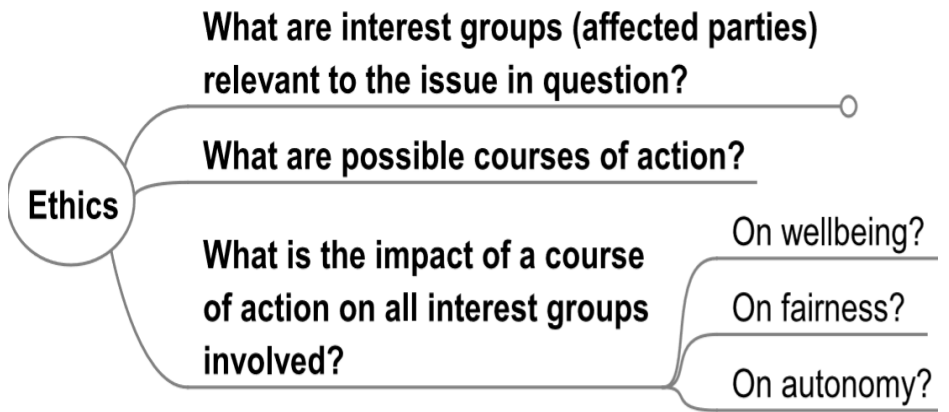 What are interest groups (affected parties)
relevant to the issue in question?
What are possible courses of action?
Ethics
What is the impact of a course
of action on all interest groups
involved?
On wellbeing?
On fairness?
On autonomy?